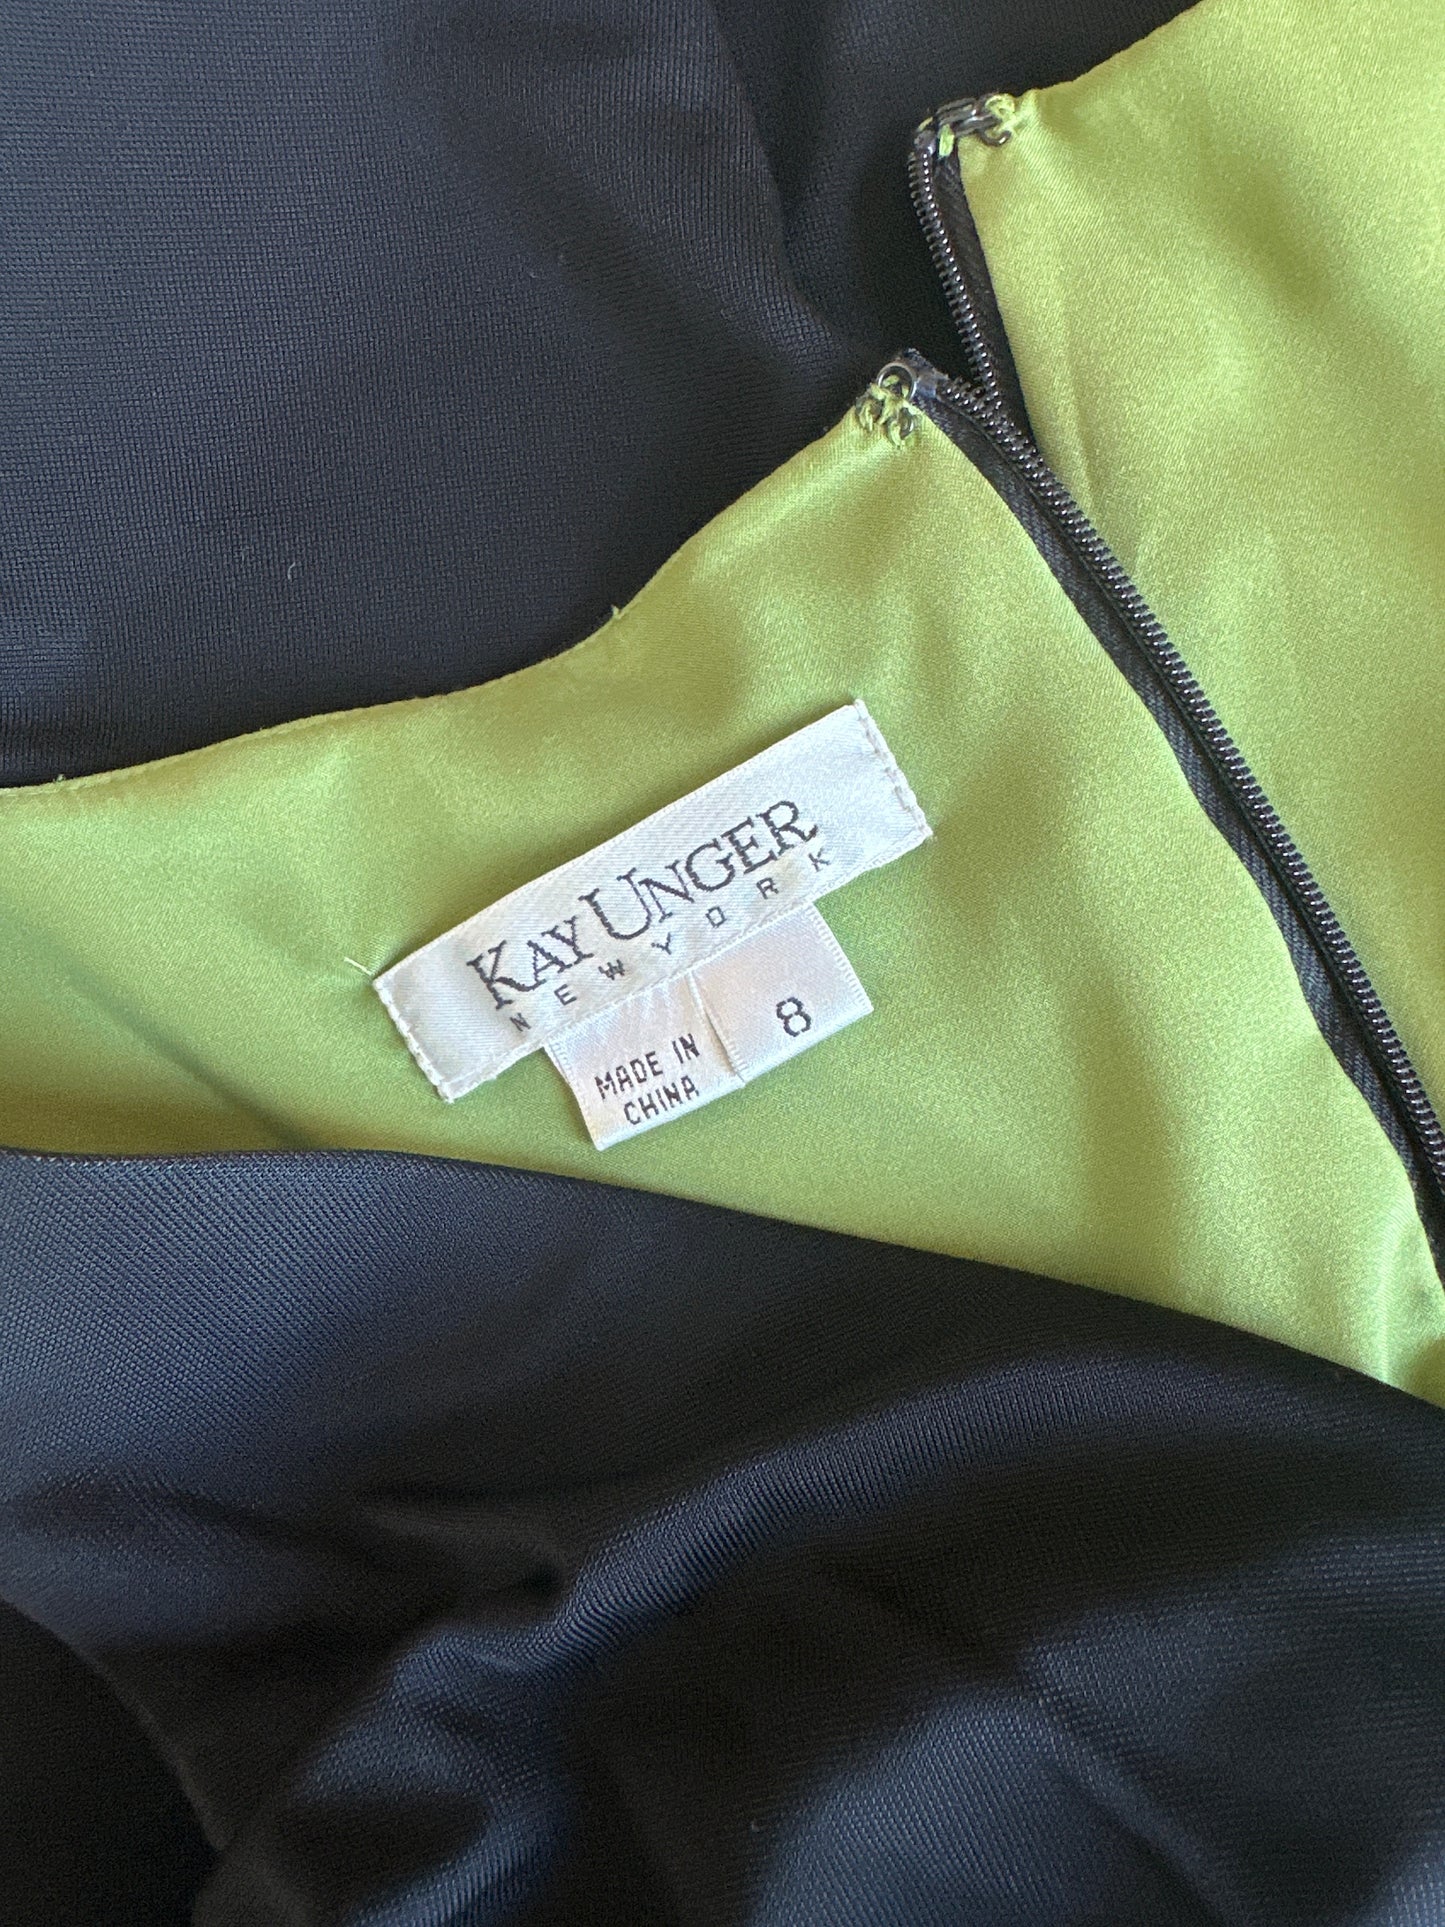 KAY UNGER
NEW YORK
MADE IN
CHINA
8